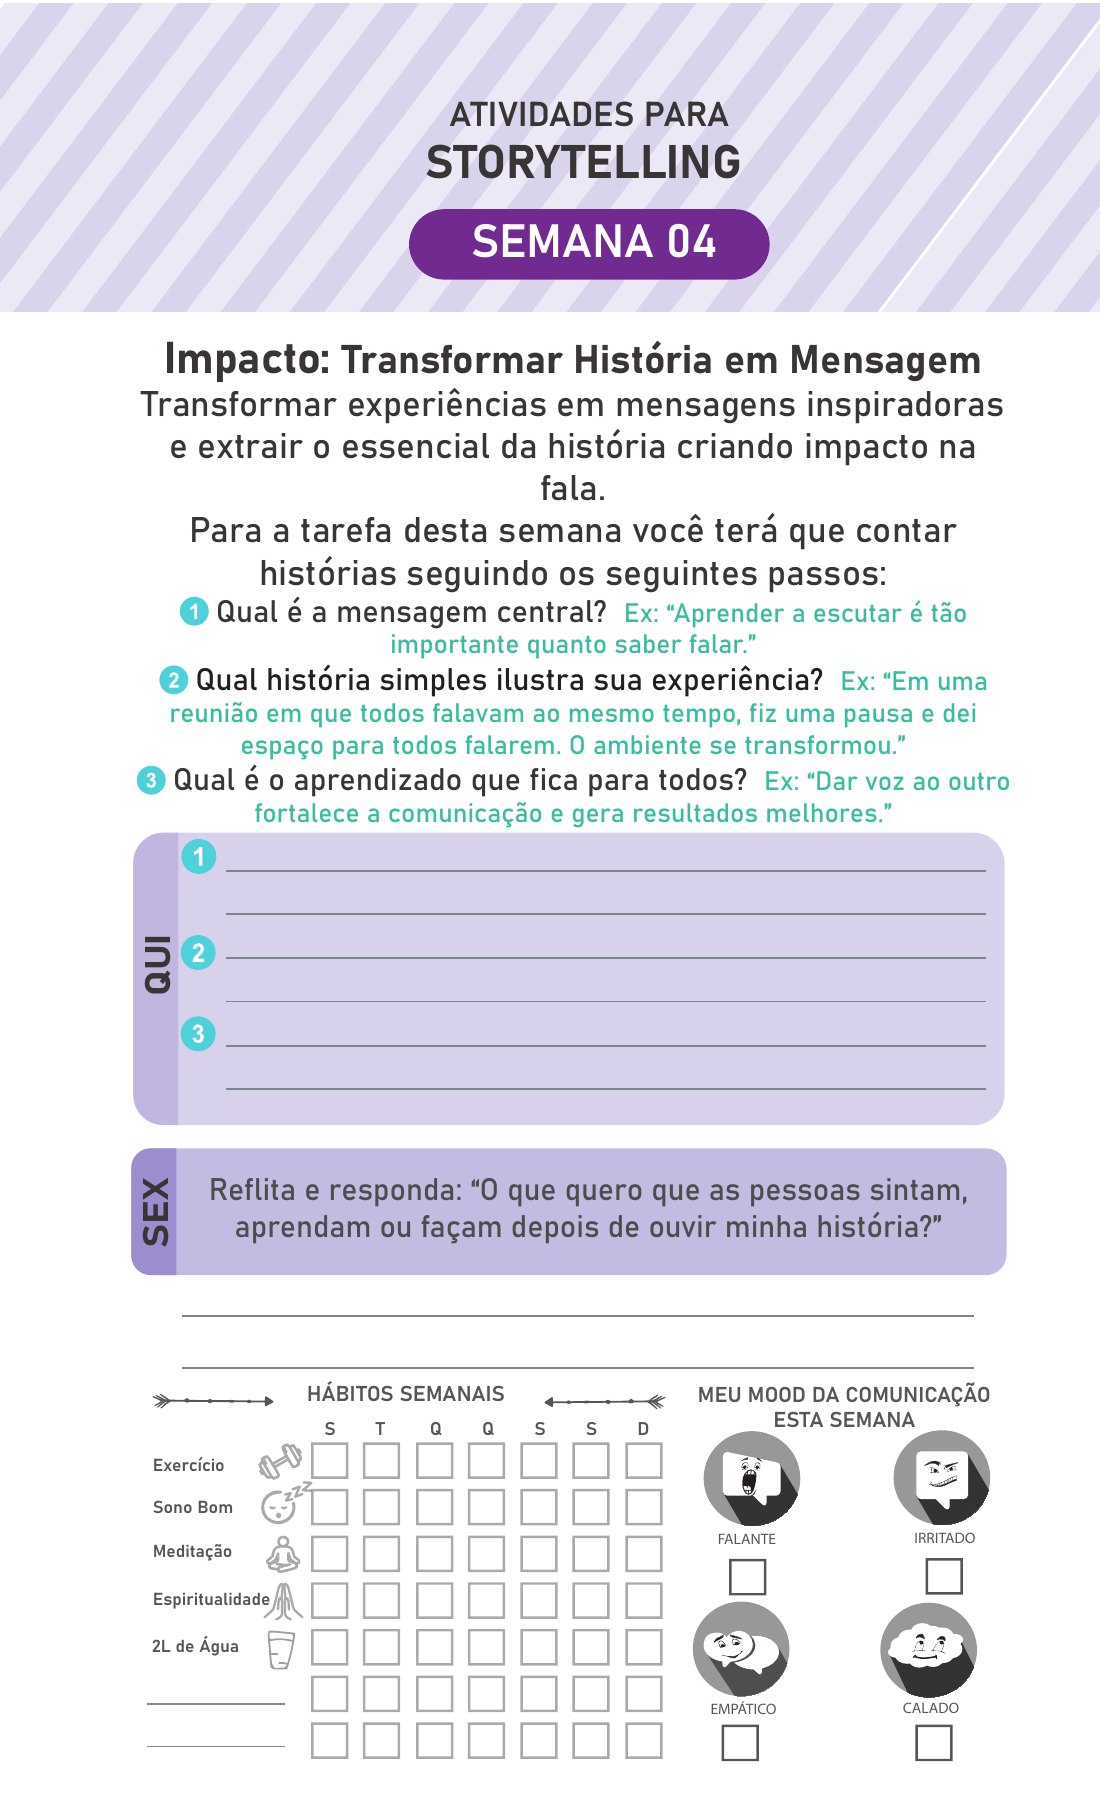 ATIVIDADES PARA
STORYTELLING
SEMANA 04
Impacto: Transformar História em Mensagem
Transformar experiências em mensagens inspiradoras
e extrair o essencial da história criando impacto na
fala.
Para a tarefa desta semana você terá que contar
histórias seguindo os seguintes passos:
1 Qual é a mensagem central? Ex: “Aprender a escutar é tão
importante quanto saber falar.”
2 Qual história simples ilustra sua experiência? Ex: “Em uma
reunião em que todos falavam ao mesmo tempo, fiz uma pausa e dei
espaço para todos falarem. O ambiente se transformou.”
3 Qual é o aprendizado que fica para todos? Ex: “Dar voz ao outro
fortalece a comunicação e gera resultados melhores.”
QUI
1
2
3
SEX
Reflita e responda: “O que quero que as pessoas sintam,
aprendam ou façam depois de ouvir minha história?”
HÁBITOS SEMANAIS
S T Q Q S S D
Exercício
Sono Bom
zzzz
Meditação
Espiritualidade
2L de Água
MEU MOOD DA COMUNICAÇÃO
ESTA SEMANA
FALANTE
IRRITADO
EMPÁTICO
CALADO